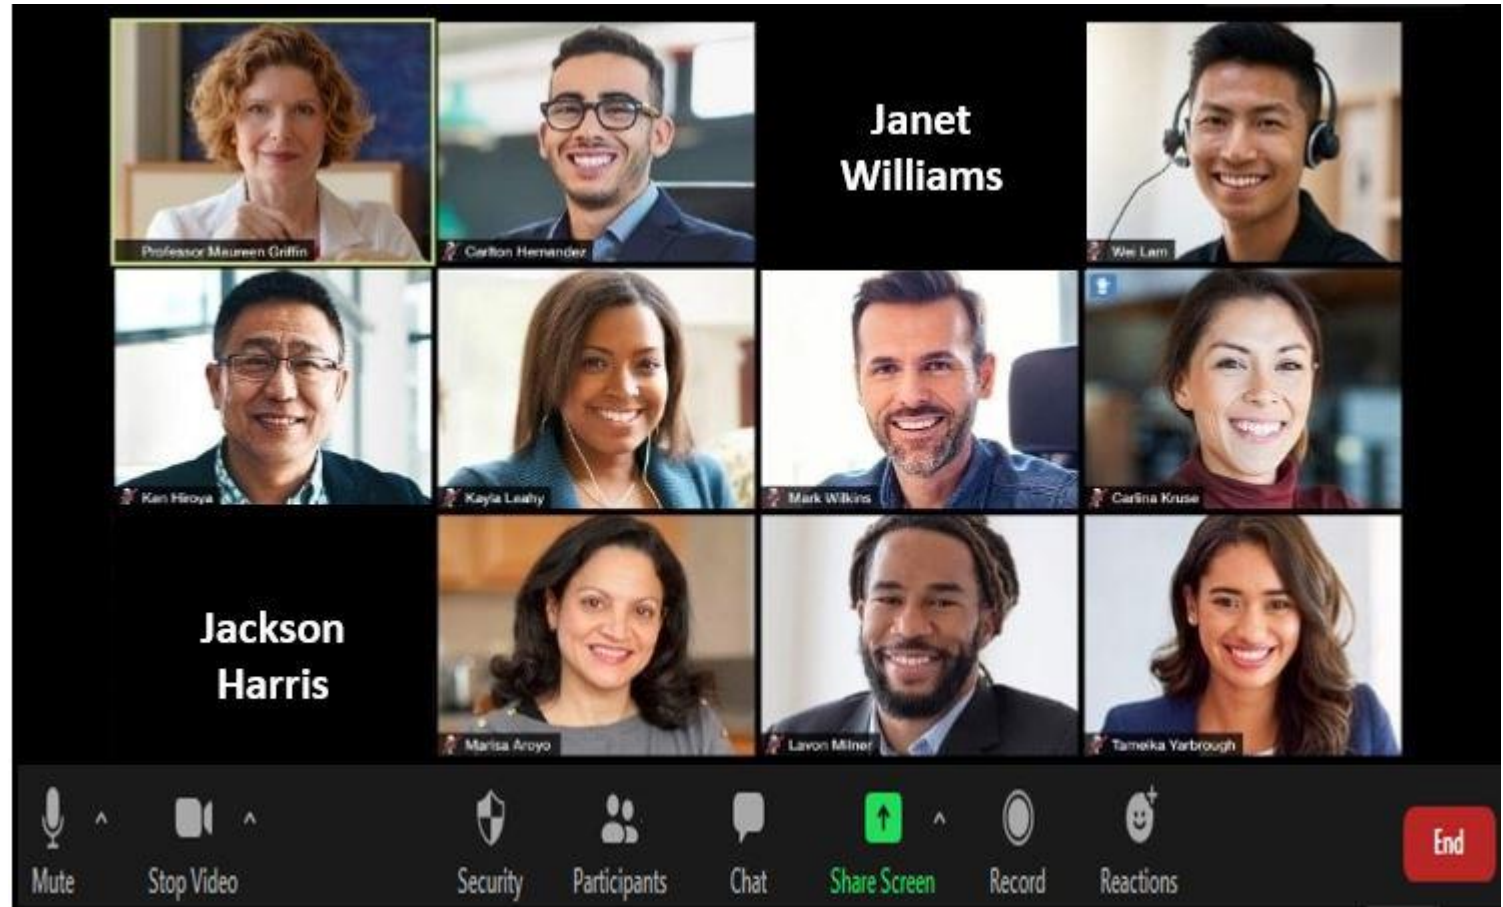 Professor Maureen Griffin
Carlton Hernandez
Janet
Williams
Wei Lam
Ken Hiroya
Kayla Leahy
Mark Wilkins
Carlina Kruse
Jackson
Harris
Marisa Aroyo
Lavon Milner
Tameika Yarbrough
Mute
Stop Video
Security
Participants
Chat
Share Screen
Record
Reactions
End